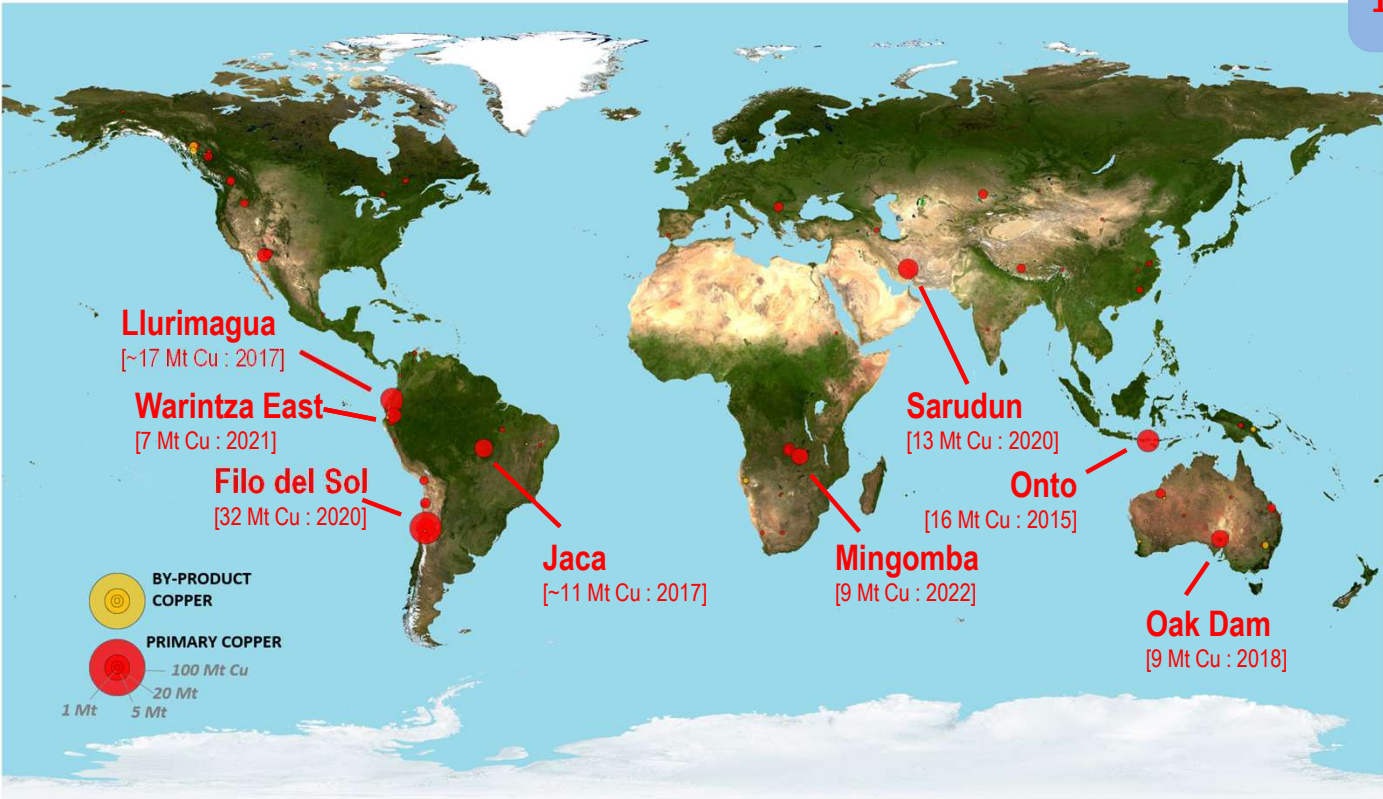 1
Llurimagua
[~17 Mt Cu : 2017]
Warintza East
[7 Mt Cu : 2021]
Filo del Sol
[32 Mt Cu : 2020]
Jaca
[~11 Mt Cu : 2017]
Sarudun
[13 Mt Cu : 2020]
Onto
[16 Mt Cu : 2015]
Mingomba
[9 Mt Cu : 2022]
Oak Dam
[9 Mt Cu : 2018]
BY-PRODUCT
COPPER
PRIMARY COPPER
100 Mt Cu
20 Mt
1 Mt
5 Mt